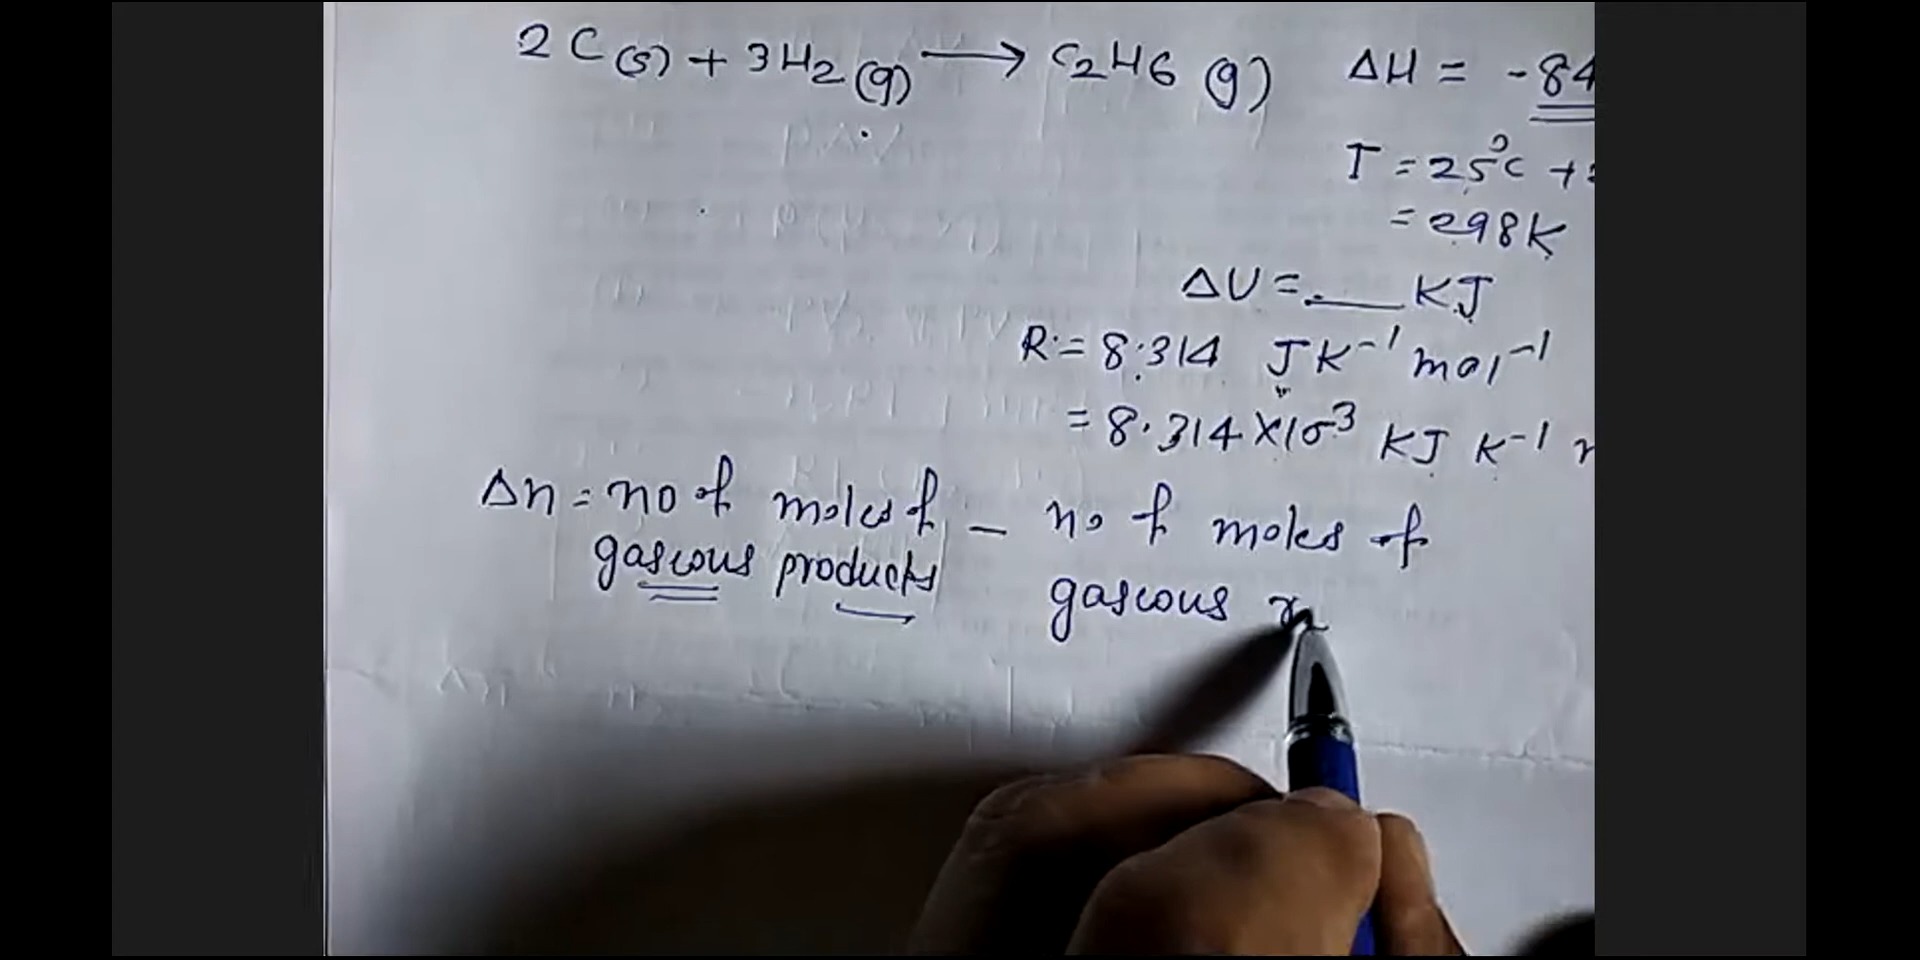 2C(s) + 3H2(g) → C2H6(g) ΔH = -84
T = 25°C +
= 298K
ΔU = ___ KJ
R = 8.314 JK⁻¹ mol⁻¹
= 8.314 × 10⁻³ KJ K⁻¹
Δn = no of moles of - no of moles of
gaseous products gaseous